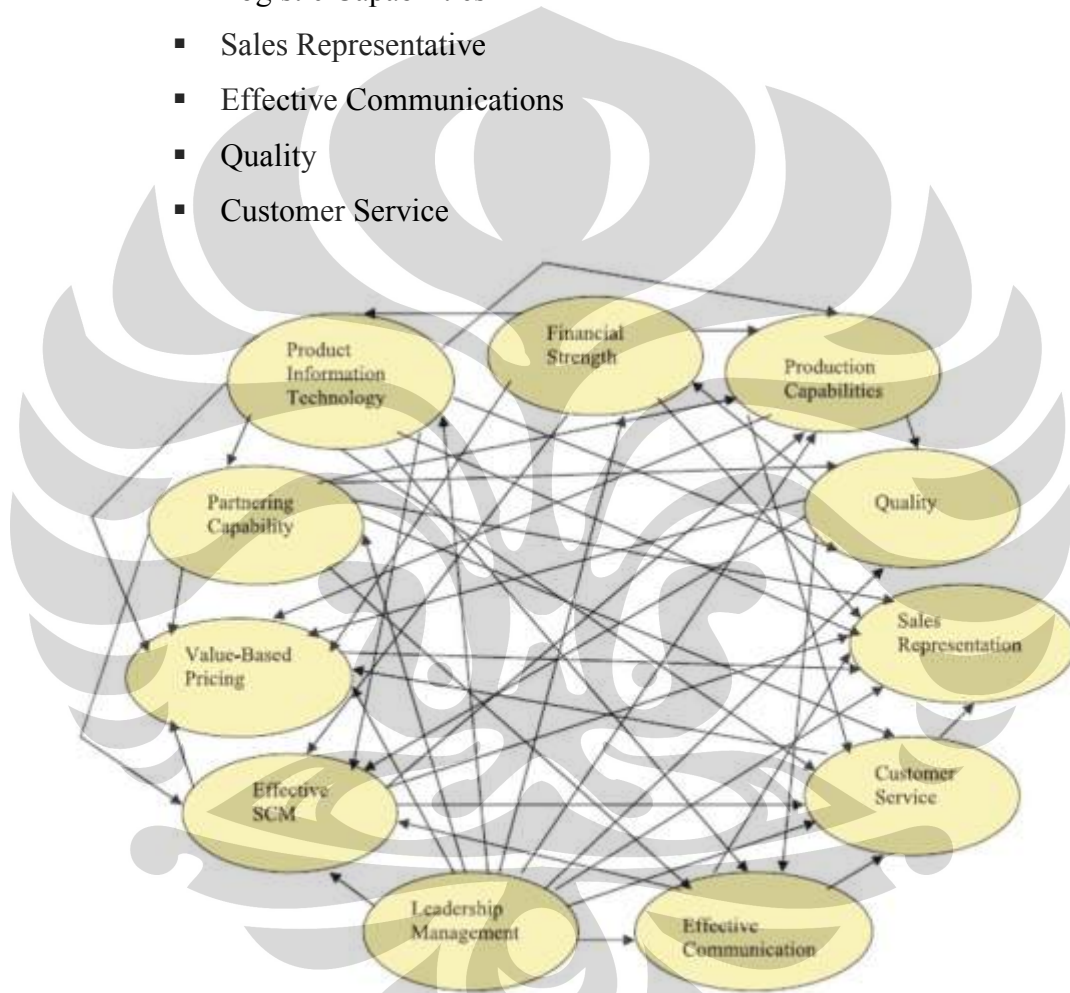 ▪ Sales Representative
▪ Effective Communications
▪ Quality
▪ Customer Service
Financial
Strength
Product
Information
Technology
Production
Capabilities
Partnering
Capability
Quality
Sales
Representation
Value-Based
Pricing
Customer
Service
Effective
SCM
Leadership
Management
Effective
Communication